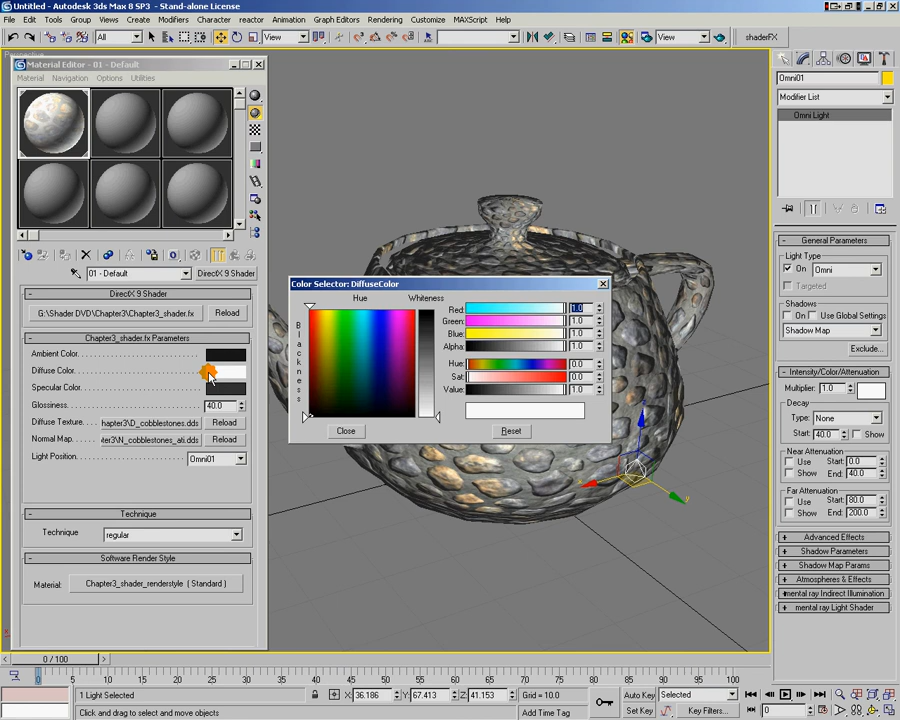 Untitled - Autodesk 3ds Max 8 SP3 - Stand-alone License
File Edit Tools Group Views Create Modifiers Character reactor Animation Graph Editors Rendering Customize MAXScript Help
All View View shaderFX
Perspective
Material Editor - 01 - Default
Material Navigation Options Utilities
01 - Default DirectX 9 Shader
DirectX 9 Shader
G:\Shader DVD\Chapter3\Chapter3_shader.fx Reload
Chapter3_shader.fx Parameters
Ambient Color
Diffuse Color
Specular Color
Glossiness 40.0
Diffuse Texture hapter3\D_cobblestones.dds Reload
Normal Map ter3\N_cobblestones_ati.dds Reload
Light Position Omni01
Technique
Technique regular
Software Render Style
Material: Chapter3_shader_renderstyle ( Standard )
Color Selector: DiffuseColor
Hue Whiteness
Blackness
Red: 1.0
Green: 1.0
Blue: 1.0
Alpha: 1.0
Hue: 0.0
Sat: 0.0
Value: 1.0
Close Reset
x y
Omni01
Modifier List
Omni Light
General Parameters
Light Type
On Omni
Targeted
Shadows
On Use Global Settings
Shadow Map
Exclude...
Intensity/Color/Attenuation
Multiplier: 1.0
Decay
Type: None
Start: 40.0 Show
Near Attenuation
Use Start: 0.0
Show End: 40.0
Far Attenuation
Use Start: 80.0
Show End: 200.0
Advanced Effects
Shadow Parameters
Shadow Map Params
Atmospheres & Effects
mental ray Indirect Illumination
mental ray Light Shader
0 / 100
0 5 10 15 20 25 30 35 40 45 50 55 60 65 70 75 80 85 90 95 100
1 Light Selected X: 36.186 Y: 67.413 Z: 41.153 Grid = 10.0 Auto Key Selected
Click and drag to select and move objects Add Time Tag Set Key Key Filters... 0